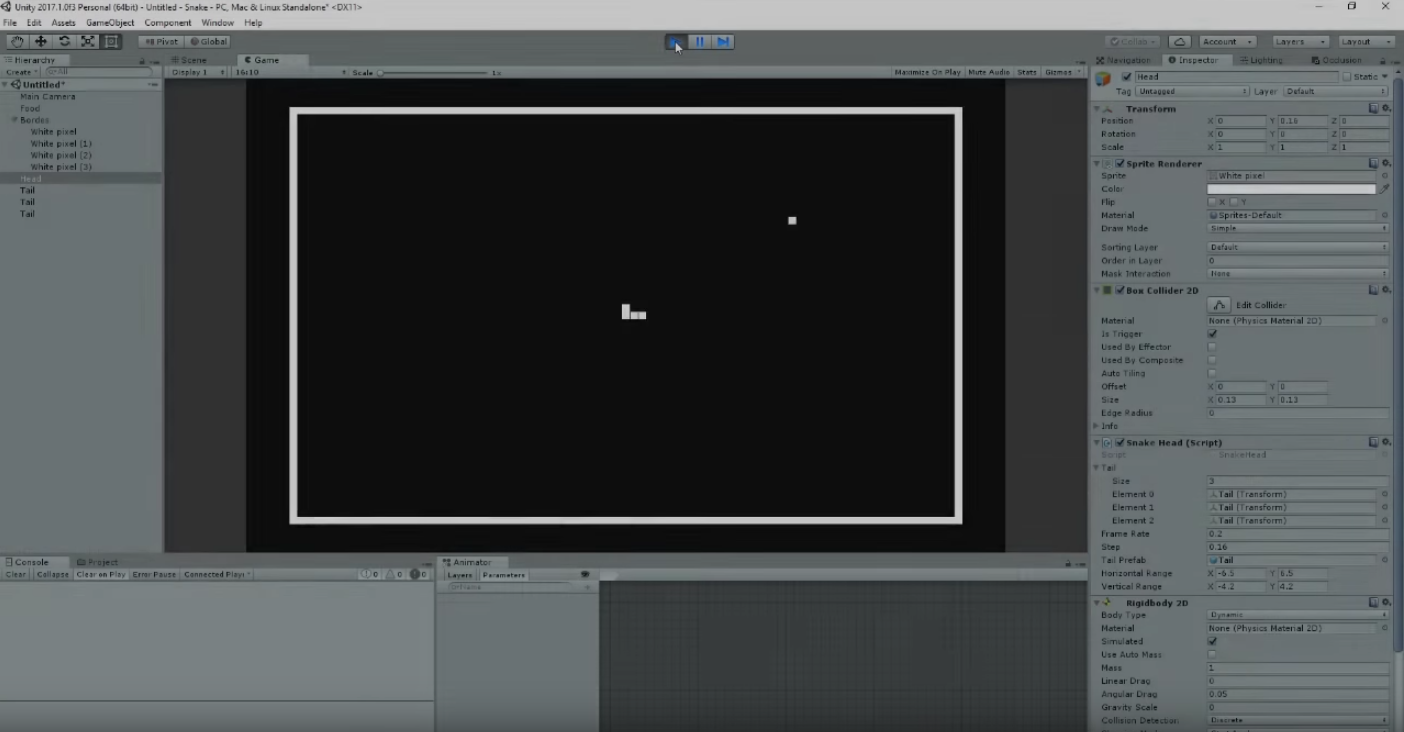 Unity 2017.1.0f3 Personal (64bit) - Untitled - Snake - PC, Mac & Linux Standalone* <DX11>
File Edit Assets GameObject Component Window Help
Pivot Global Collab Account Layers Layout
Hierarchy Scene Game Navigation Inspector Lighting Occlusion
Create All Display 1 16:10 Scale 1x Maximize On Play Mute Audio Stats Gizmos Head Static
Untitled*
Main Camera
Food
Bordes
White pixel
White pixel (1)
White pixel (2)
White pixel (3)
Head
Tail
Tail
Tail
Tag Untagged Layer Default
Transform
Position X 0 Y 0.16 Z 0
Rotation X 0 Y 0 Z 0
Scale X 1 Y 1 Z 1
Sprite Renderer
Sprite White pixel
Color
Flip X Y
Material Sprites-Default
Draw Mode Simple
Sorting Layer Default
Order in Layer 0
Mask Interaction None
Box Collider 2D
Edit Collider
Material None (Physics Material 2D)
Is Trigger
Used By Effector
Used By Composite
Auto Tiling
Offset X 0 Y 0
Size X 0.13 Y 0.13
Edge Radius 0
Info
Snake Head (Script)
Script SnakeHead
Tail
Size 3
Element 0 Tail (Transform)
Element 1 Tail (Transform)
Element 2 Tail (Transform)
Frame Rate 0.2
Step 0.16
Tail Prefab Tail
Horizontal Range X -6.5 Y 6.5
Vertical Range X -4.2 Y 4.2
Rigidbody 2D
Body Type Dynamic
Material None (Physics Material 2D)
Simulated
Use Auto Mass
Mass 1
Linear Drag 0
Angular Drag 0.05
Gravity Scale 0
Collision Detection Discrete
Console Project Animator
Clear Collapse Clear on Play Error Pause Connected Playe 0 0 0 Layers Parameters